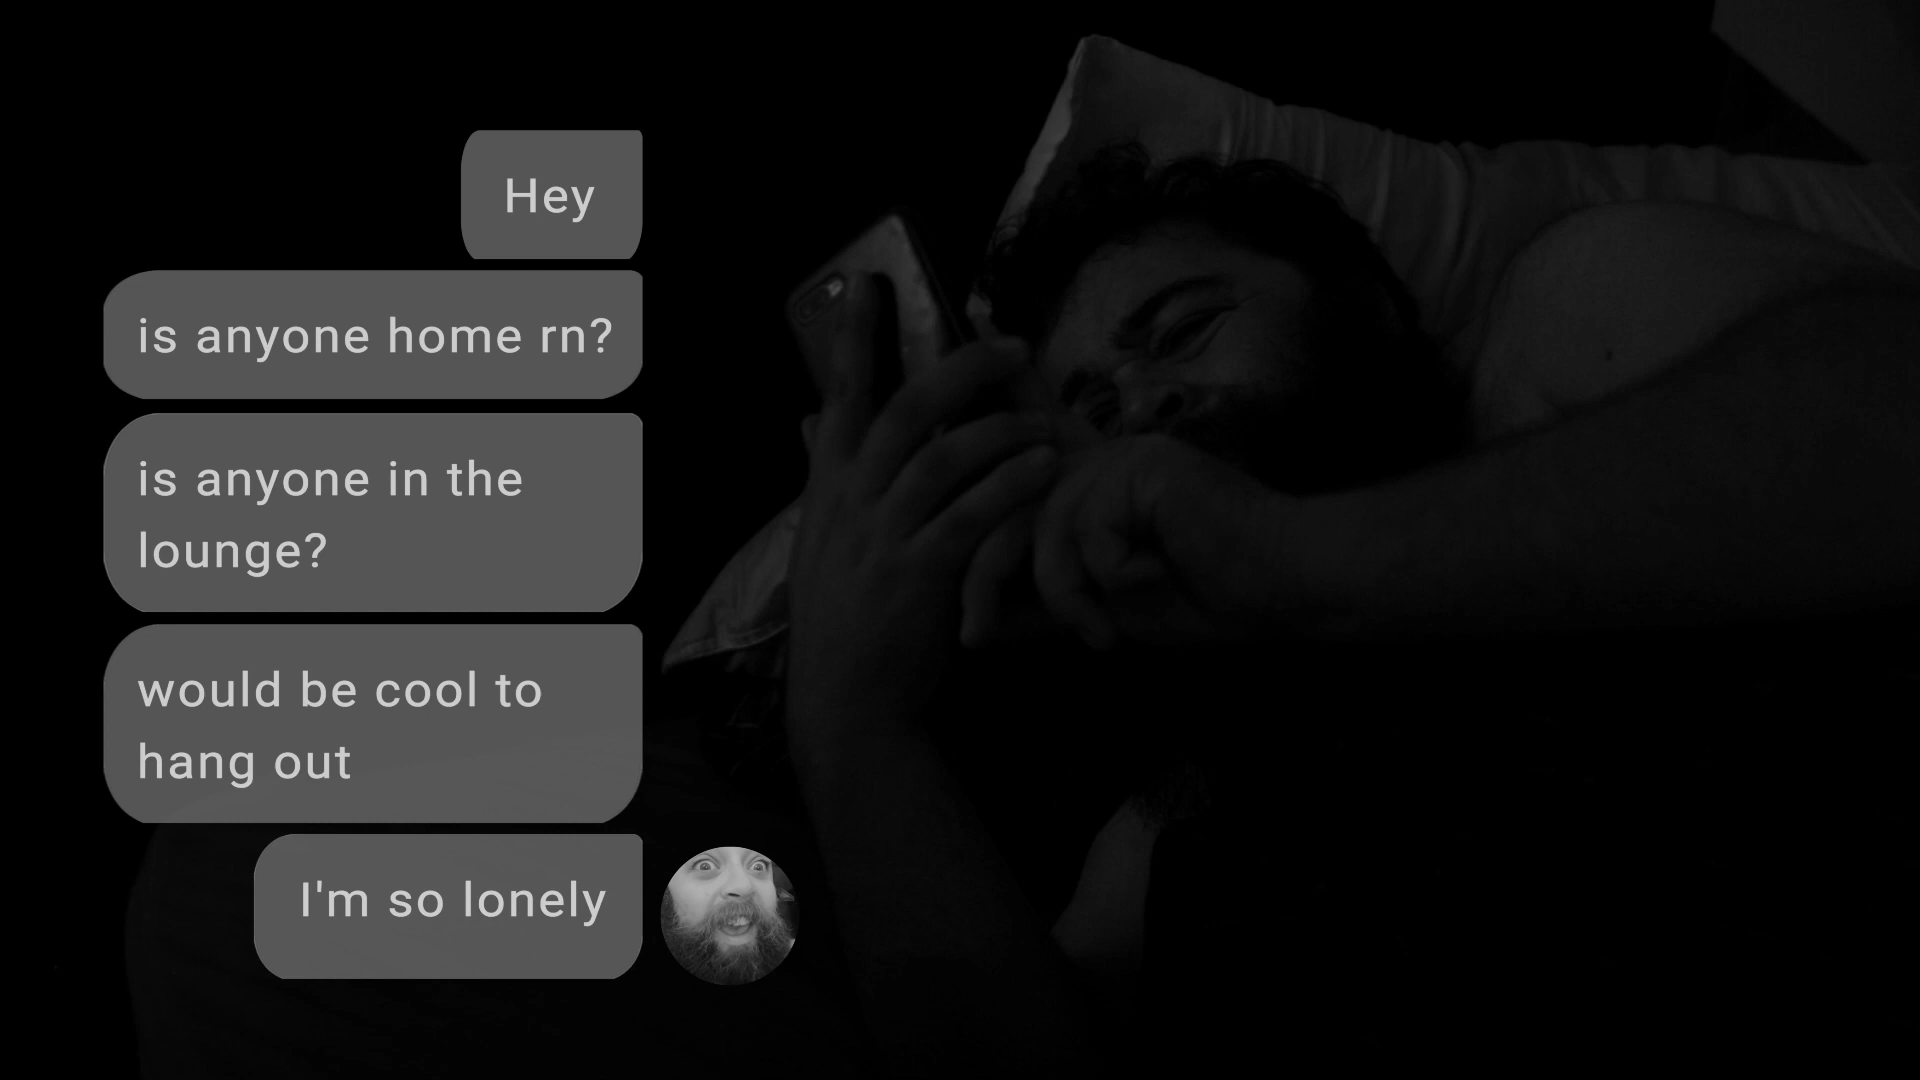 Hey
is anyone home rn?
is anyone in the
lounge?
would be cool to
hang out
I'm so lonely